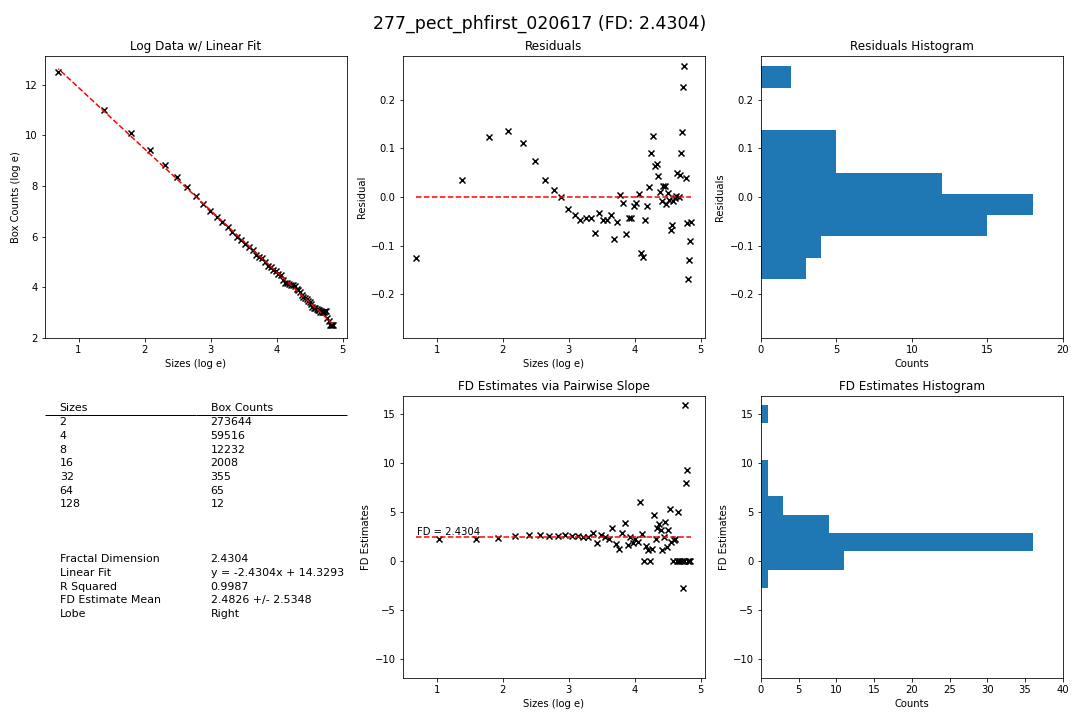 277_pect_phfirst_020617 (FD: 2.4304)
Log Data w/ Linear Fit
Box Counts (log e)
12
10
8
6
4
2
1
2
3
4
5
Sizes (log e)
Residuals
Residual
0.2
0.1
0.0
−0.1
−0.2
1
2
3
4
5
Sizes (log e)
Residuals Histogram
Residuals
0.2
0.1
0.0
−0.1
−0.2
0
5
10
15
20
Counts
Sizes Box Counts
2 273644
4 59516
8 12232
16 2008
32 355
64 65
128 12
Fractal Dimension 2.4304
Linear Fit y = -2.4304x + 14.3293
R Squared 0.9987
FD Estimate Mean 2.4826 +/- 2.5348
Lobe Right
FD Estimates via Pairwise Slope
FD Estimates
15
10
5
0
−5
−10
FD = 2.4304
1
2
3
4
5
Sizes (log e)
FD Estimates Histogram
FD Estimates
15
10
5
0
−5
−10
0
5
10
15
20
25
30
35
40
Counts